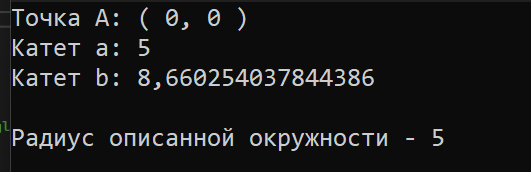 Точка A: ( 0, 0 )
Катет a: 5
Катет b: 8,660254037844386
Радиус описанной окружности - 5